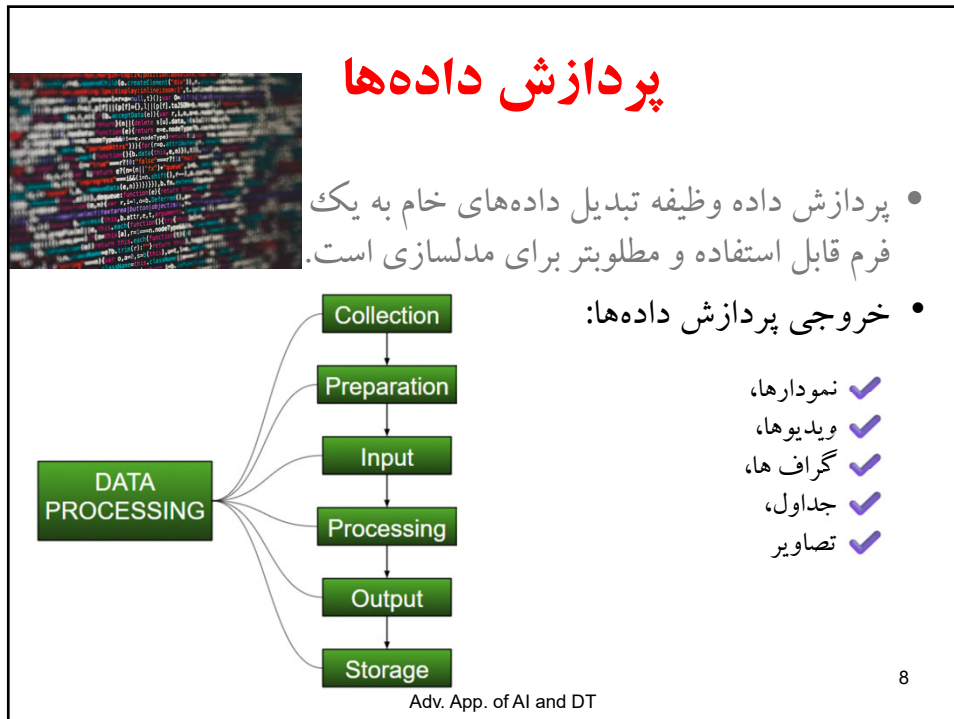 پردازش داده‌ها
• پردازش داده وظیفه تبدیل داده‌های خام به یک
فرم قابل استفاده و مطلوبتر برای مدلسازی است.
• خروجی پردازش داده‌ها:
✔ نمودارها،
✔ ویدیوها،
✔ گراف ها،
✔ جداول،
✔ تصاویر
DATA
PROCESSING
Collection
Preparation
Input
Processing
Output
Storage
Adv. App. of AI and DT
8